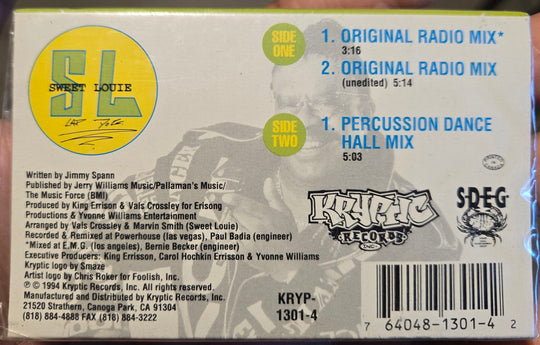 SL
SWEET LOUIE
SIDE ONE
1. ORIGINAL RADIO MIX*
3:16
2. ORIGINAL RADIO MIX
(unedited) 5:14
SIDE TWO
1. PERCUSSION DANCE
HALL MIX
5:03
Written by Jimmy Spann
Published by Jerry Williams Music/Pallaman's Music/
The Music Force (BMI)
Produced by King Errison & Vals Crossley for Erisong
Productions & Yvonne Williams Entertainment
Arranged by Vals Crossley & Marvin Smith (Sweet Louie)
Recorded & Remixed at Powerhouse (las vegas), Paul Badia (engineer)
*Mixed at E.M.G. (los angeles), Bernie Becker (engineer)
Executive Producers: King Errisson, Carol Hochkin Errisson & Yvonne Williams
Kryptic logo by Smaze
Artist logo by Chris Roker for Foolish, Inc.
℗ © 1994 Kryptic Records, Inc. All rights reserved.
Manufactured and Distributed by Kryptic Records, Inc.
21520 Strathern, Canoga Park, CA 91304
(818) 884-4888 FAX (818) 884-3222
KRYPTIC
RECORDS
INC
SDEG
KRYP-
1301-4
7 64048-1301-4 2